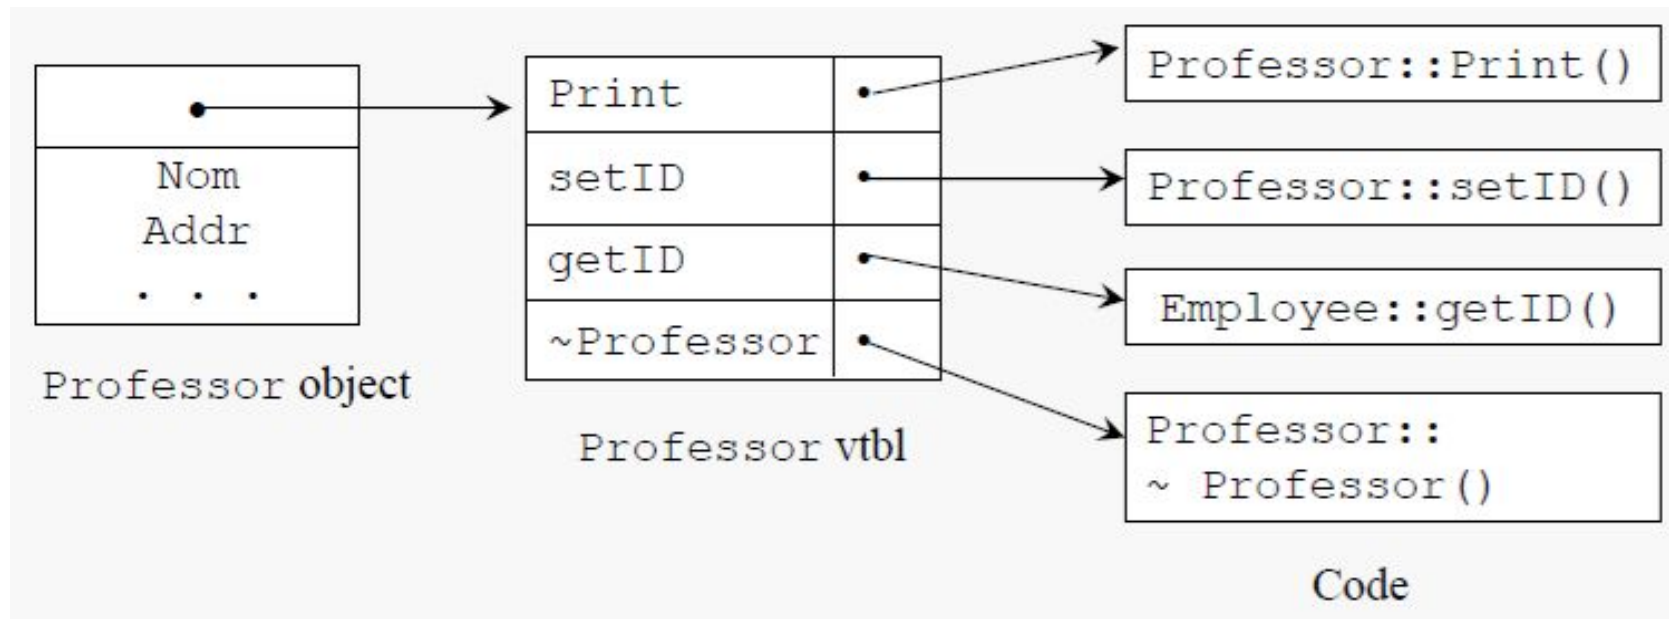 Nom
Addr
. . .
Professor object
Print
setID
getID
~Professor
Professor vtbl
Professor::Print()
Professor::setID()
Employee::getID()
Professor::
~ Professor()
Code